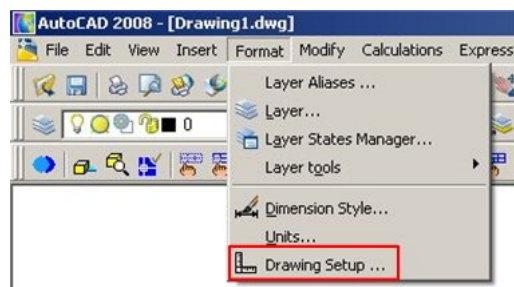 AutoCAD 2008 - [Drawing1.dwg]
File Edit View Insert Format Modify Calculations Express
Layer Aliases ...
0 Layer...
Layer States Manager...
Layer tools
Dimension Style...
Units...
Drawing Setup ...